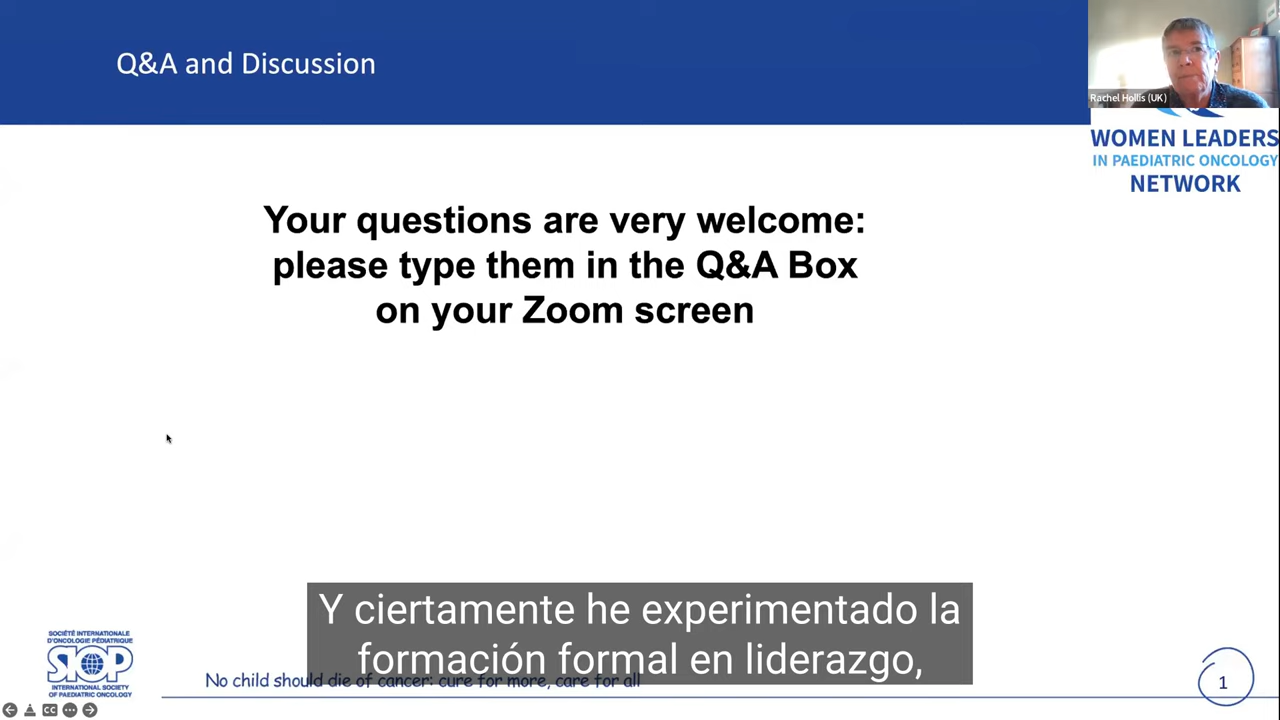 Q&A and Discussion
Rachel Hollis (UK)
WOMEN LEADERS
IN PAEDIATRIC ONCOLOGY
NETWORK
Your questions are very welcome:
please type them in the Q&A Box
on your Zoom screen
Y ciertamente he experimentado la
formación formal en liderazgo,
SOCIÉTÉ INTERNATIONALE
D'ONCOLOGIE PÉDIATRIQUE
SIOP
INTERNATIONAL SOCIETY
OF PAEDIATRIC ONCOLOGY
No child should die of cancer: cure for more, care for all
1
CC